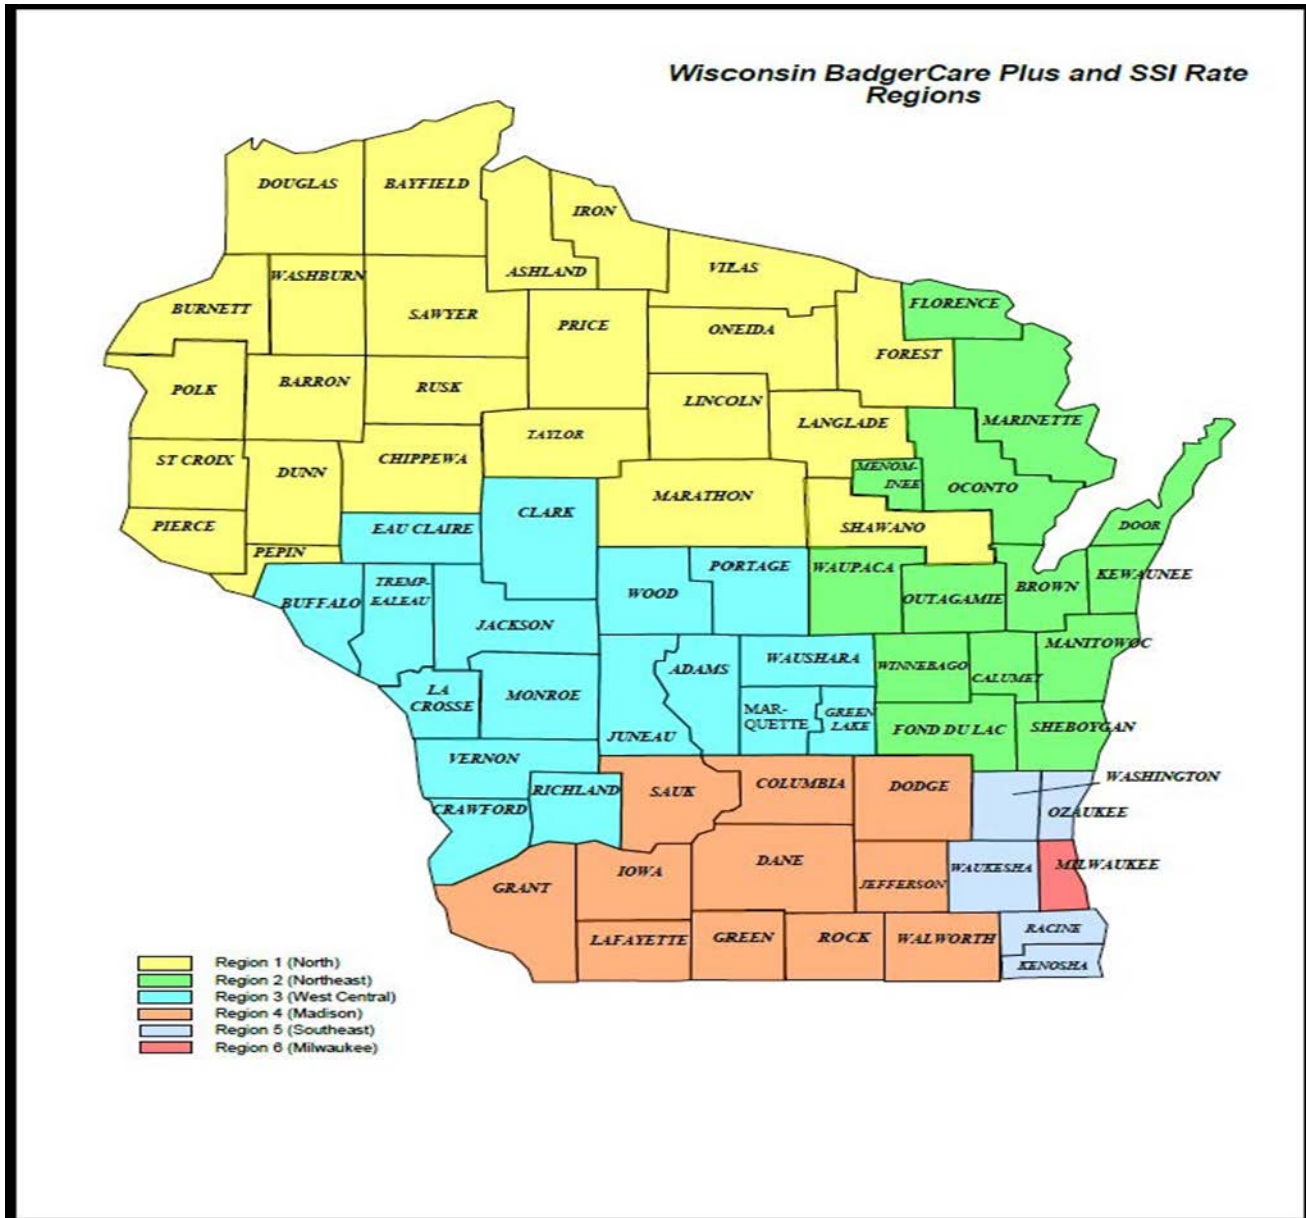 Wisconsin BadgerCare Plus and SSI Rate
Regions
DOUGLAS
BAYFIELD
IRON
ASHLAND
VILAS
WASHBURN
BURNETT
SAWYER
PRICE
ONEIDA
FLORENCE
FOREST
POLK
BARRON
RUSK
LINCOLN
LANGLADE
MARINETTE
TAYLOR
ST CROIX
DUNN
CHIPPEWA
MENOM-
INEE
OCONTO
MARATHON
CLARK
PIERCE
EAU CLAIRE
SHAWANO
DOOR
PEPIN
PORTAGE
WAUPACA
KEWAUNEE
BUFFALO
TREMP-
EALEAU
WOOD
OUTAGAMIE
BROWN
JACKSON
MANITOWOC
ADAMS
WAUSHARA
WINNEBAGO
CALUMET
LA
CROSSE
MONROE
MAR-
QUETTE
GREEN
LAKE
JUNEAU
FOND DU LAC
SHEBOYGAN
VERNON
WASHINGTON
RICHLAND
SAUK
COLUMBIA
DODGE
CRAWFORD
OZAUKEE
DANE
IOWA
WAUKESHA
MILWAUKEE
GRANT
JEFFERSON
LAFAYETTE
GREEN
ROCK
WALWORTH
RACINE
KENOSHA
Region 1 (North)
Region 2 (Northeast)
Region 3 (West Central)
Region 4 (Madison)
Region 5 (Southeast)
Region 6 (Milwaukee)